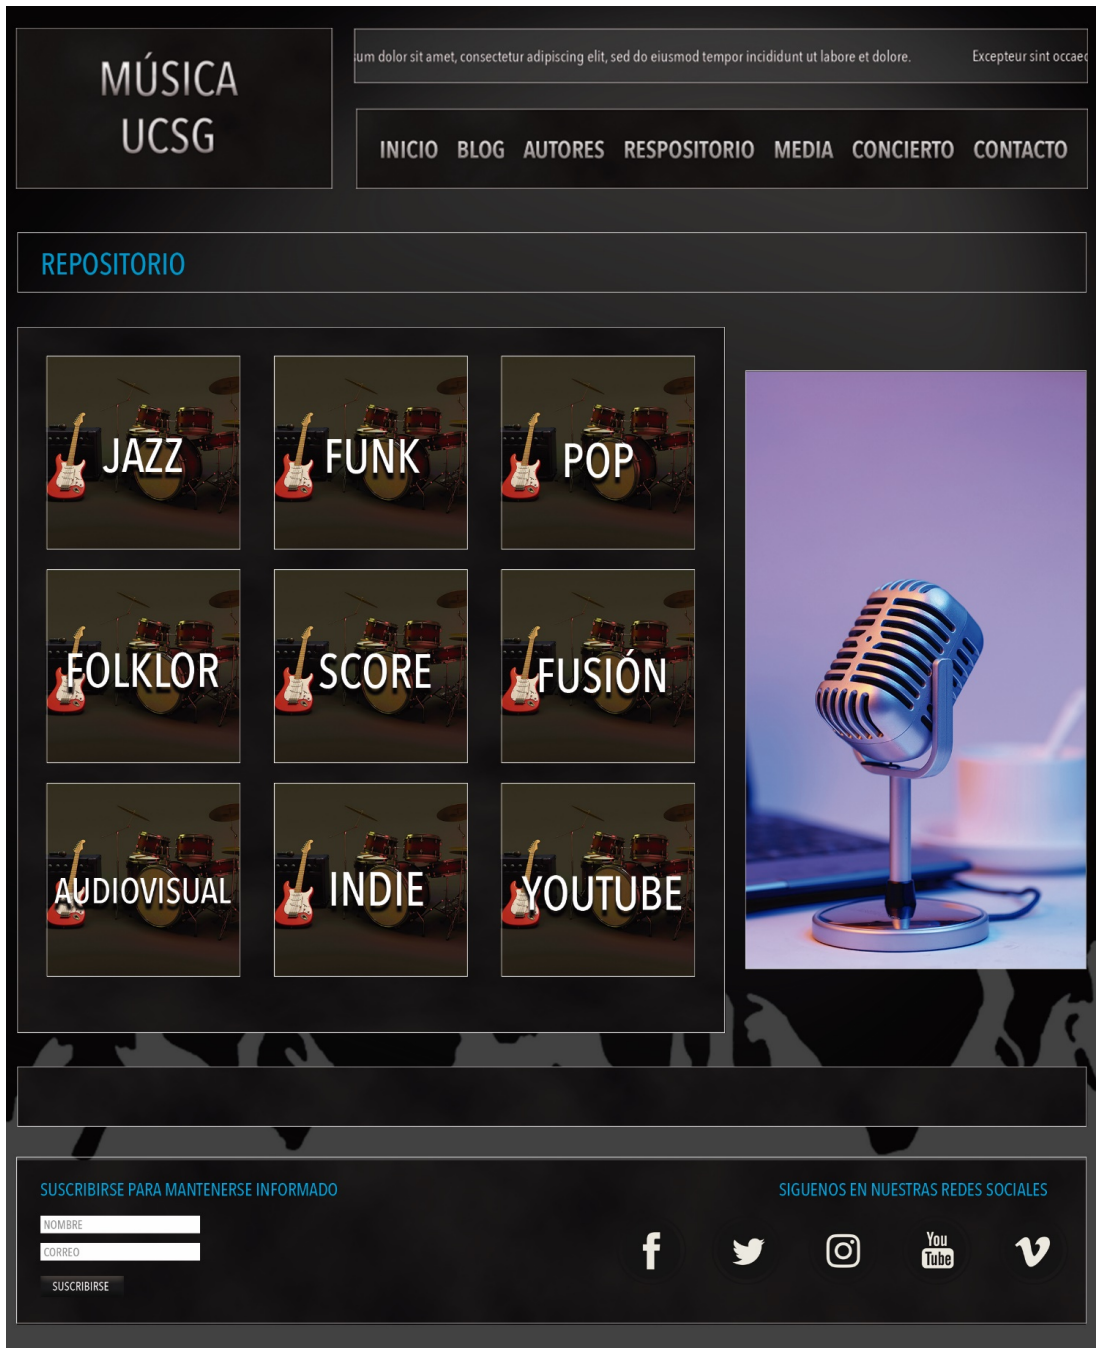 MÚSICA
UCSG
sum dolor sit amet, consectetur adipiscing elit, sed do eiusmod tempor incididunt ut labore et dolore. Excepteur sint occaec
INICIO BLOG AUTORES RESPOSITORIO MEDIA CONCIERTO CONTACTO
REPOSITORIO
JAZZ FUNK POP
FOLKLOR SCORE FUSIÓN
AUDIOVISUAL INDIE YOUTUBE
SUSCRIBIRSE PARA MANTENERSE INFORMADO
NOMBRE
CORREO
SUSCRIBIRSE
SIGUENOS EN NUESTRAS REDES SOCIALES
You
Tube